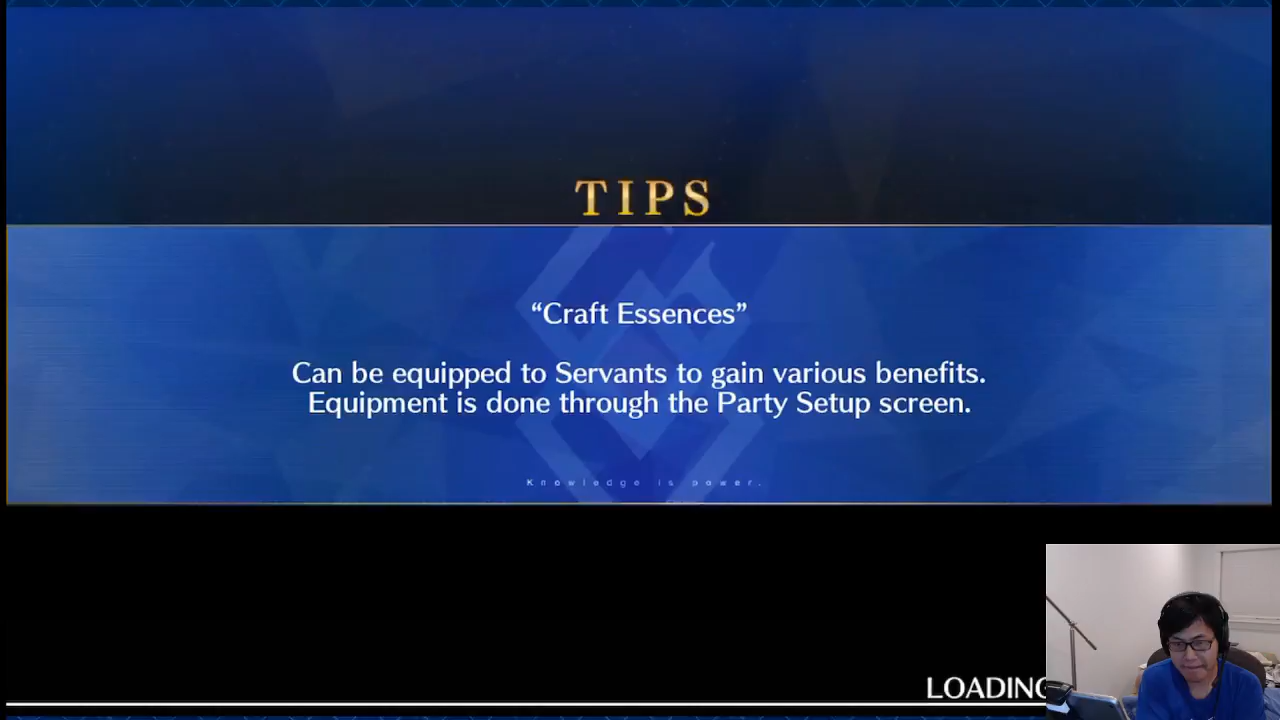 TIPS
“Craft Essences”
Can be equipped to Servants to gain various benefits.
Equipment is done through the Party Setup screen.
Knowledge is power.
LOADING